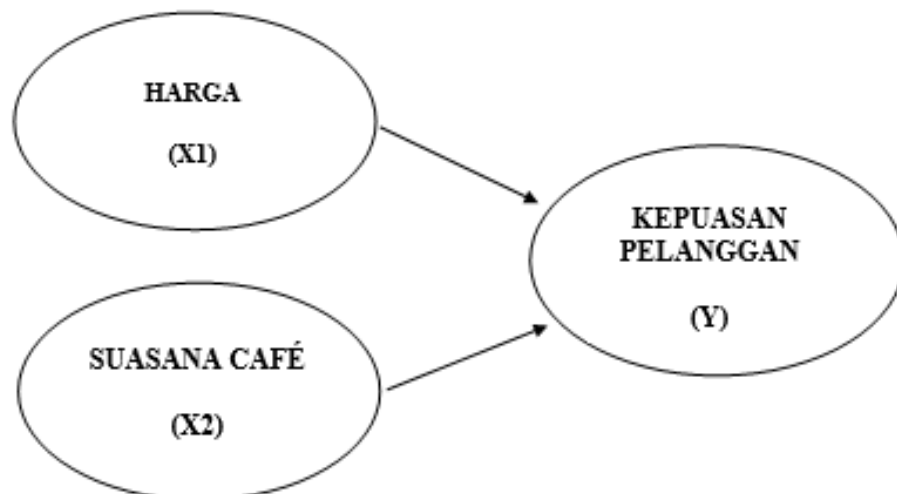 HARGA
(X1)
KEPUASAN
PELANGGAN
(Y)
SUASANA CAFÉ
(X2)